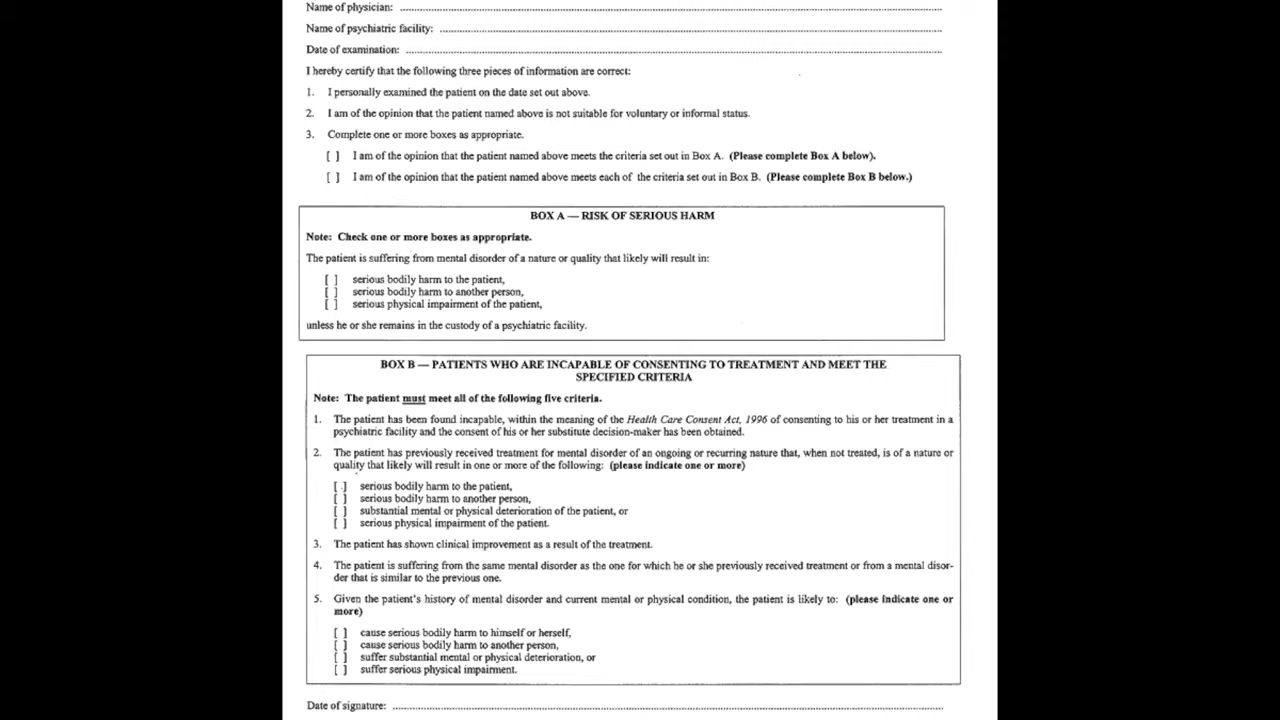 Name of physician: ........................................
Name of psychiatric facility: ........................................
Date of examination: ........................................
I hereby certify that the following three pieces of information are correct:
1. I personally examined the patient on the date set out above.
2. I am of the opinion that the patient named above is not suitable for voluntary or informal status.
3. Complete one or more boxes as appropriate.
[ ] I am of the opinion that the patient named above meets the criteria set out in Box A. (Please complete Box A below).
[ ] I am of the opinion that the patient named above meets each of the criteria set out in Box B. (Please complete Box B below.)
BOX A — RISK OF SERIOUS HARM
Note: Check one or more boxes as appropriate.
The patient is suffering from mental disorder of a nature or quality that likely will result in:
[ ] serious bodily harm to the patient,
[ ] serious bodily harm to another person,
[ ] serious physical impairment of the patient,
unless he or she remains in the custody of a psychiatric facility.
BOX B — PATIENTS WHO ARE INCAPABLE OF CONSENTING TO TREATMENT AND MEET THE
SPECIFIED CRITERIA
Note: The patient must meet all of the following five criteria.
1. The patient has been found incapable, within the meaning of the Health Care Consent Act, 1996 of consenting to his or her treatment in a
psychiatric facility and the consent of his or her substitute decision-maker has been obtained.
2. The patient has previously received treatment for mental disorder of an ongoing or recurring nature that, when not treated, is of a nature or
quality that likely will result in one or more of the following: (please indicate one or more)
[ ] serious bodily harm to the patient,
[ ] serious bodily harm to another person,
[ ] substantial mental or physical deterioration of the patient, or
[ ] serious physical impairment of the patient.
3. The patient has shown clinical improvement as a result of the treatment.
4. The patient is suffering from the same mental disorder as the one for which he or she previously received treatment or from a mental disor-
der that is similar to the previous one.
5. Given the patient's history of mental disorder and current mental or physical condition, the patient is likely to: (please indicate one or
more)
[ ] cause serious bodily harm to himself or herself,
[ ] cause serious bodily harm to another person,
[ ] suffer substantial mental or physical deterioration, or
[ ] suffer serious physical impairment.
Date of signature: ........................................